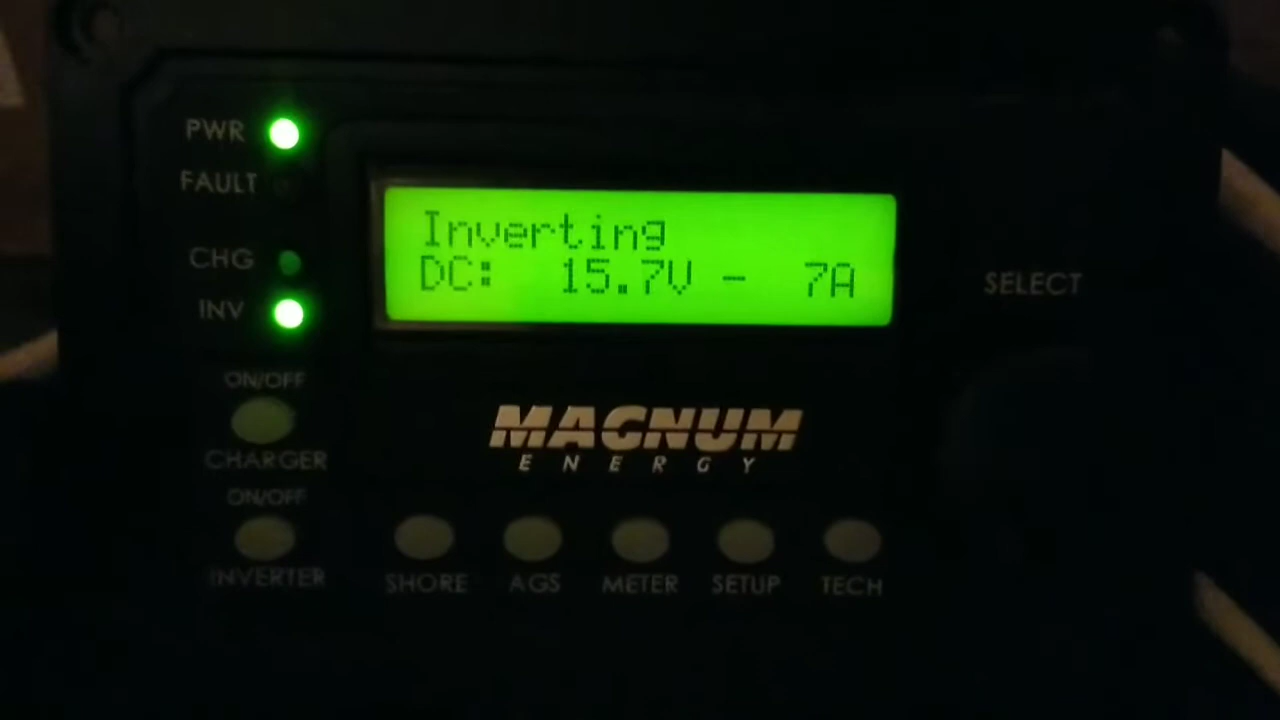 PWR
FAULT
CHG
INV
Inverting
DC: 15.7V - 7A
SELECT
ON/OFF
CHARGER
ON/OFF
INVERTER
MAGNUM
ENERGY
SHORE
AGS
METER
SETUP
TECH